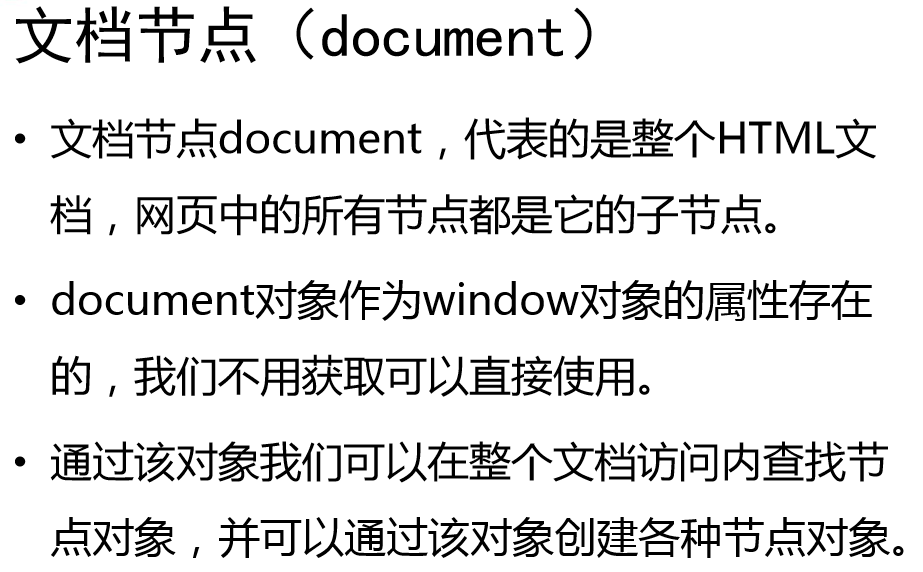 文档节点（document）
• 文档节点document，代表的是整个HTML文
档，网页中的所有节点都是它的子节点。
• document对象作为window对象的属性存在
的，我们不用获取可以直接使用。
• 通过该对象我们可以在整个文档访问内查找节
点对象，并可以通过该对象创建各种节点对象。